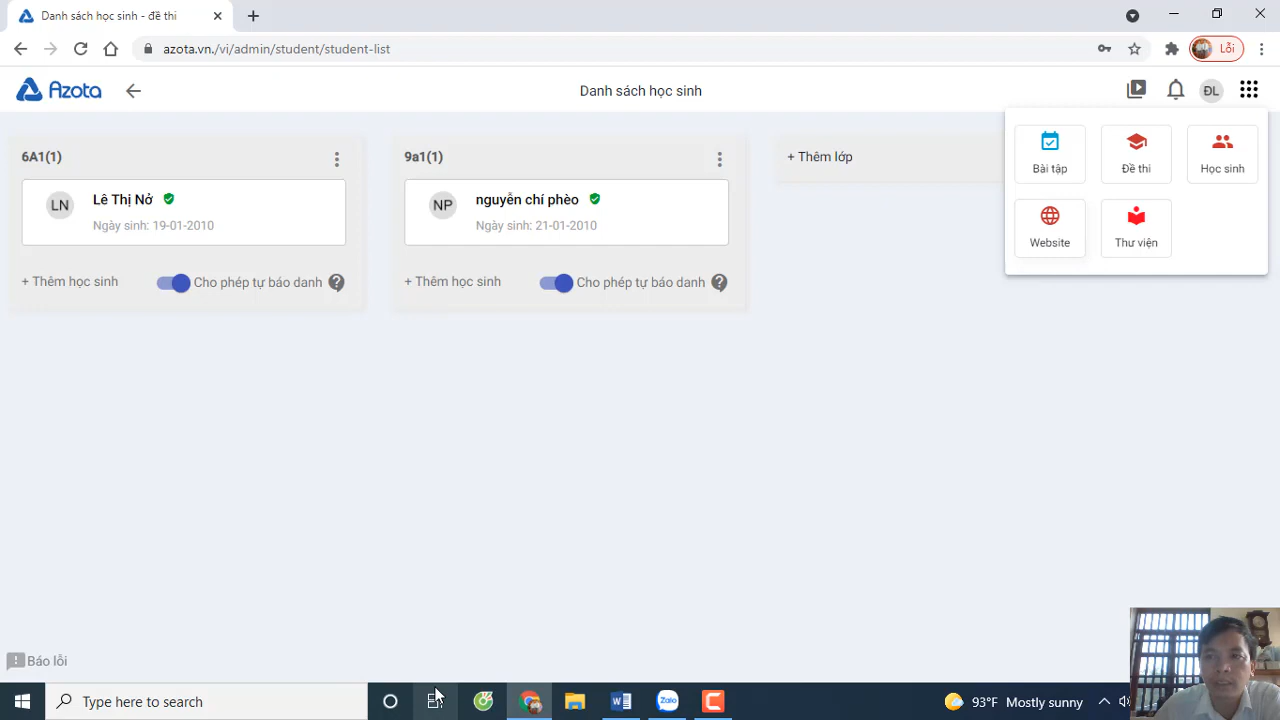 Danh sách học sinh - đề thi
azota.vn./vi/admin/student/student-list
Lỗi
Azota
Danh sách học sinh
ĐL
6A1(1)
LN
Lê Thị Nở
Ngày sinh: 19-01-2010
+ Thêm học sinh
Cho phép tự báo danh
9a1(1)
NP
nguyễn chí phèo
Ngày sinh: 21-01-2010
+ Thêm học sinh
Cho phép tự báo danh
+ Thêm lớp
Bài tập
Đề thi
Học sinh
Website
Thư viện
Báo lỗi
Type here to search
Zalo
93°F Mostly sunny